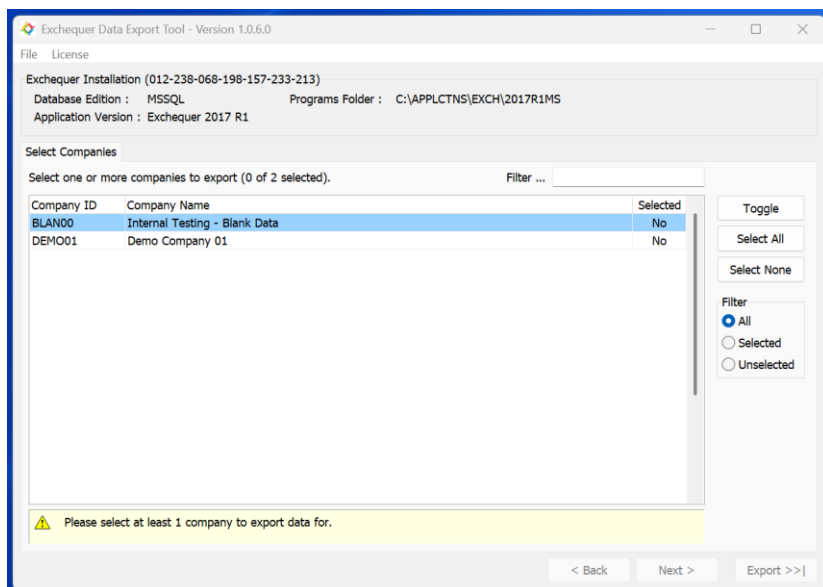 Exchequer Data Export Tool - Version 1.0.6.0
File License
Exchequer Installation (012-238-068-198-157-233-213)
Database Edition : MSSQL Programs Folder : C:\APPLCTNS\EXCH\2017R1MS
Application Version : Exchequer 2017 R1
Select Companies
Select one or more companies to export (0 of 2 selected). Filter ...
Company ID Company Name Selected
BLAN00 Internal Testing - Blank Data No
DEMO01 Demo Company 01 No
Toggle
Select All
Select None
Filter
All
Selected
Unselected
Please select at least 1 company to export data for.
< Back Next > Export >>|